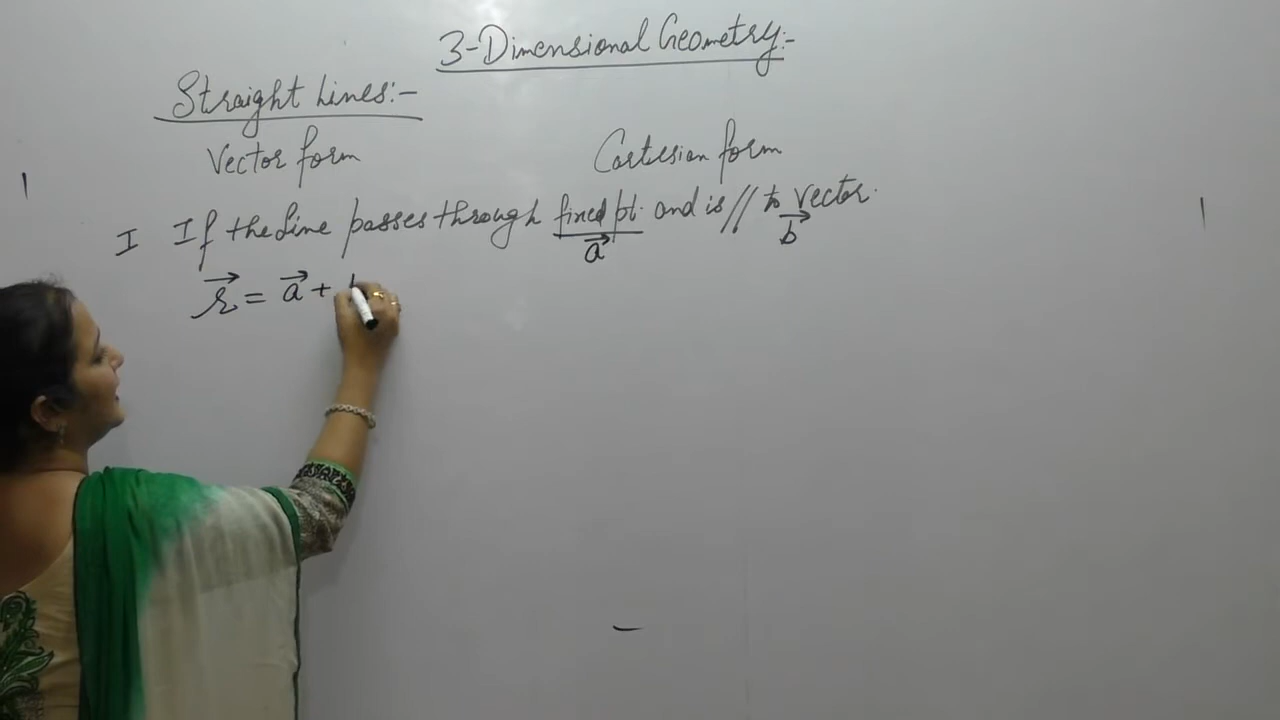 3-Dimensional Geometry:-
Straight Lines:-
Vector form
Cartesian form
I If the Line passes through fixed pt. and is // to vector.
a⃗ b⃗
r⃗ = a⃗ +